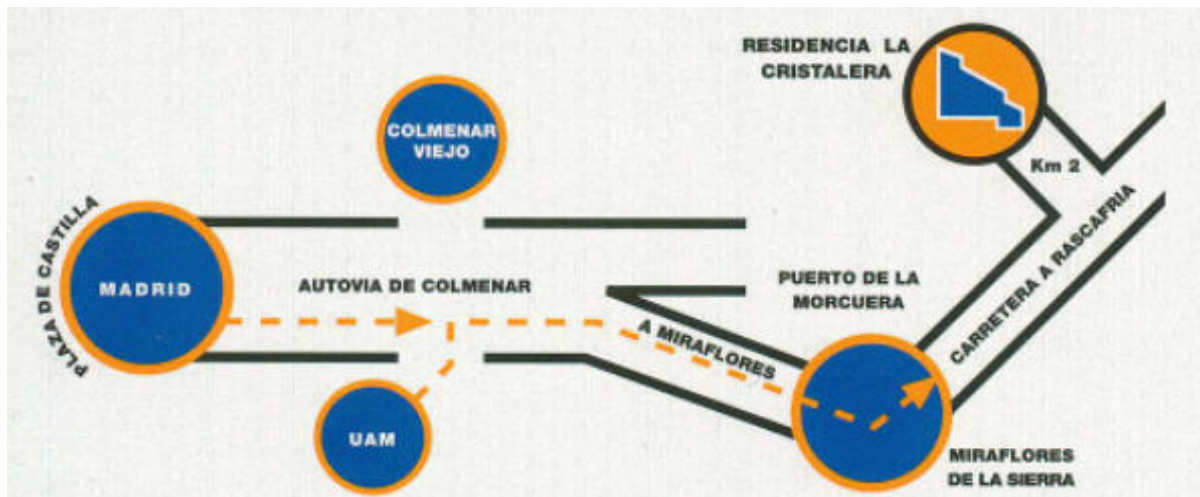 RESIDENCIA LA
CRISTALERA
COLMENAR
VIEJO
Km 2
PLAZA DE CASTILLA
MADRID
AUTOVIA DE COLMENAR
PUERTO DE LA
MORCUERA
CARRETERA A RASCAFRIA
A MIRAFLORES
UAM
MIRAFLORES
DE LA SIERRA